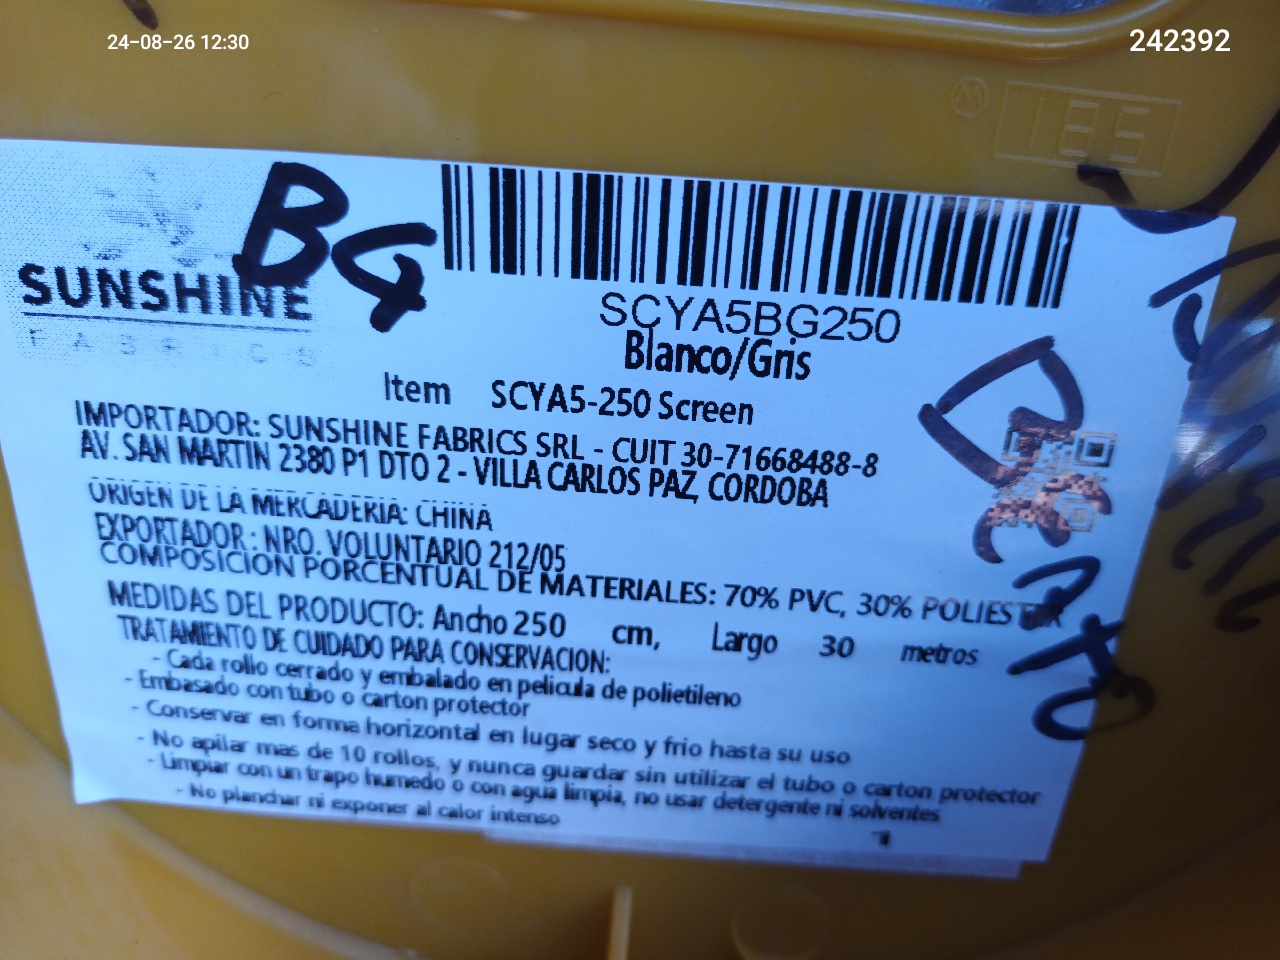 24-08-26 12:30
242392
185
BG
SUNSHINE
FABRICS
SCYA5BG250
Blanco/Gris
Item SCYA5-250 Screen
IMPORTADOR: SUNSHINE FABRICS SRL - CUIT 30-71668488-8
AV. SAN MARTIN 2380 P1 DTO 2 - VILLA CARLOS PAZ, CORDOBA
ORIGEN DE LA MERCADERIA: CHINA
EXPORTADOR: NRO. VOLUNTARIO 212/05
COMPOSICION PORCENTUAL DE MATERIALES: 70% PVC, 30% POLIESTER
MEDIDAS DEL PRODUCTO: Ancho 250 cm, Largo 30 metros
TRATAMIENTO DE CUIDADO PARA CONSERVACION:
- Cada rollo cerrado y embalado en pelicula de polietileno
- Embasado con tubo o carton protector
- Conservar en forma horizontal en lugar seco y frio hasta su uso
- No apilar mas de 10 rollos, y nunca guardar sin utilizar el tubo o carton protector
- Limpiar con un trapo humedo o con agua limpia, no usar detergente ni solventes
- No planchar ni exponer al calor intenso